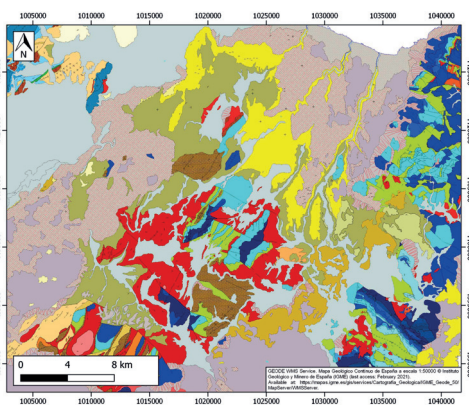 1005000 1010000 1015000 1020000 1025000 1030000 1035000 1040000
N
0 4 8 km
GEODE WMS Service. Mapa Geológico Continuo de España a escala 1:50000 © Instituto
Geológico y Minero de España (IGME) (last access: February 2021).
Available at: https://mapas.igme.es/gis/services/Cartografia_Geologica/IGME_Geode_50/
MapServer/WMSServer.
1005000 1010000 1015000 1020000 1025000 1030000 1035000 1040000